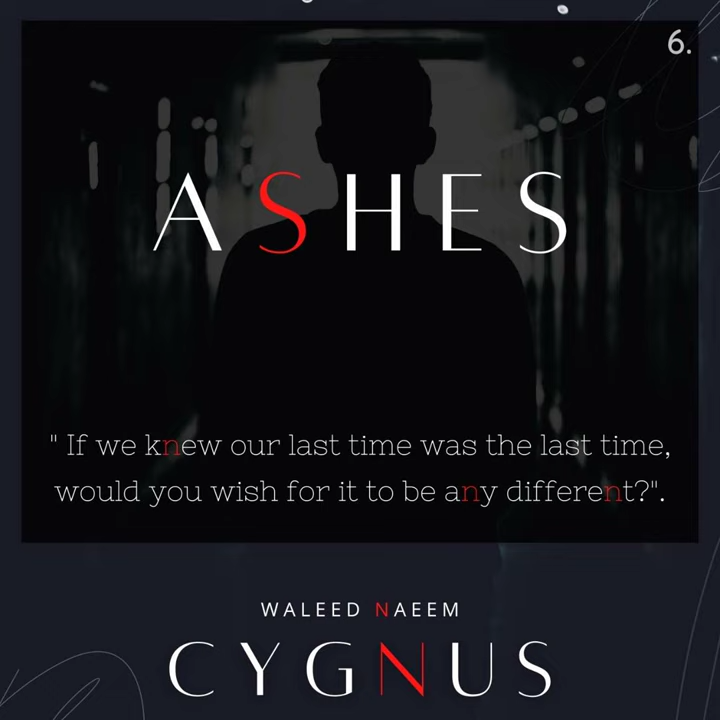 6.
ASHES
" If we knew our last time was the last time,
would you wish for it to be any different?".
WALEED NAEEM
CYGNUS